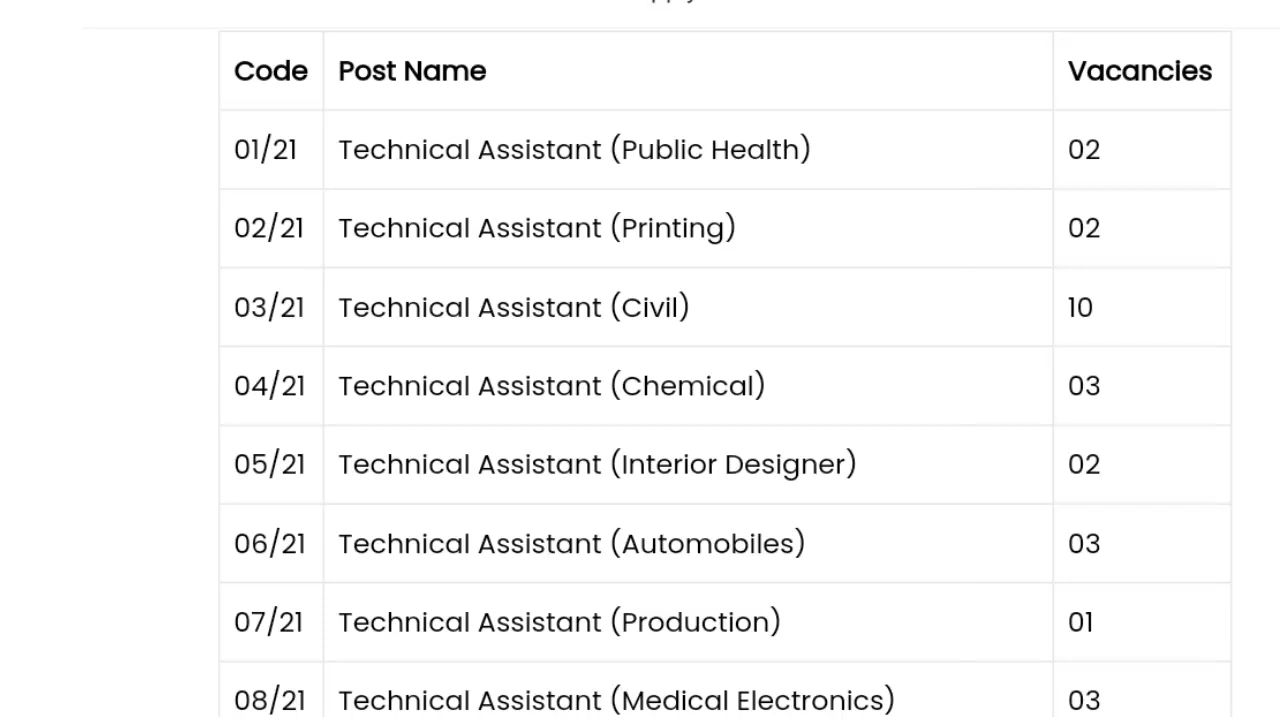 Code Post Name Vacancies
01/21 Technical Assistant (Public Health) 02
02/21 Technical Assistant (Printing) 02
03/21 Technical Assistant (Civil) 10
04/21 Technical Assistant (Chemical) 03
05/21 Technical Assistant (Interior Designer) 02
06/21 Technical Assistant (Automobiles) 03
07/21 Technical Assistant (Production) 01
08/21 Technical Assistant (Medical Electronics) 03